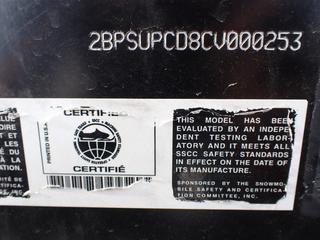 2BPSUPCD8CV000253
CERTIFIED
PRINTED IN U.S.A.
CERTIFIÉ
THIS MODEL HAS BEEN
EVALUATED BY AN INDEPEN
DENT TESTING LABOR-
ATORY AND IT MEETS ALL
SSCC SAFETY STANDARDS
IN EFFECT ON THE DATE OF
ITS MANUFACTURE.
SPONSORED BY THE SNOWMO-
BILE SAFETY AND CERTIFICA-
TION COMMITTEE, INC.